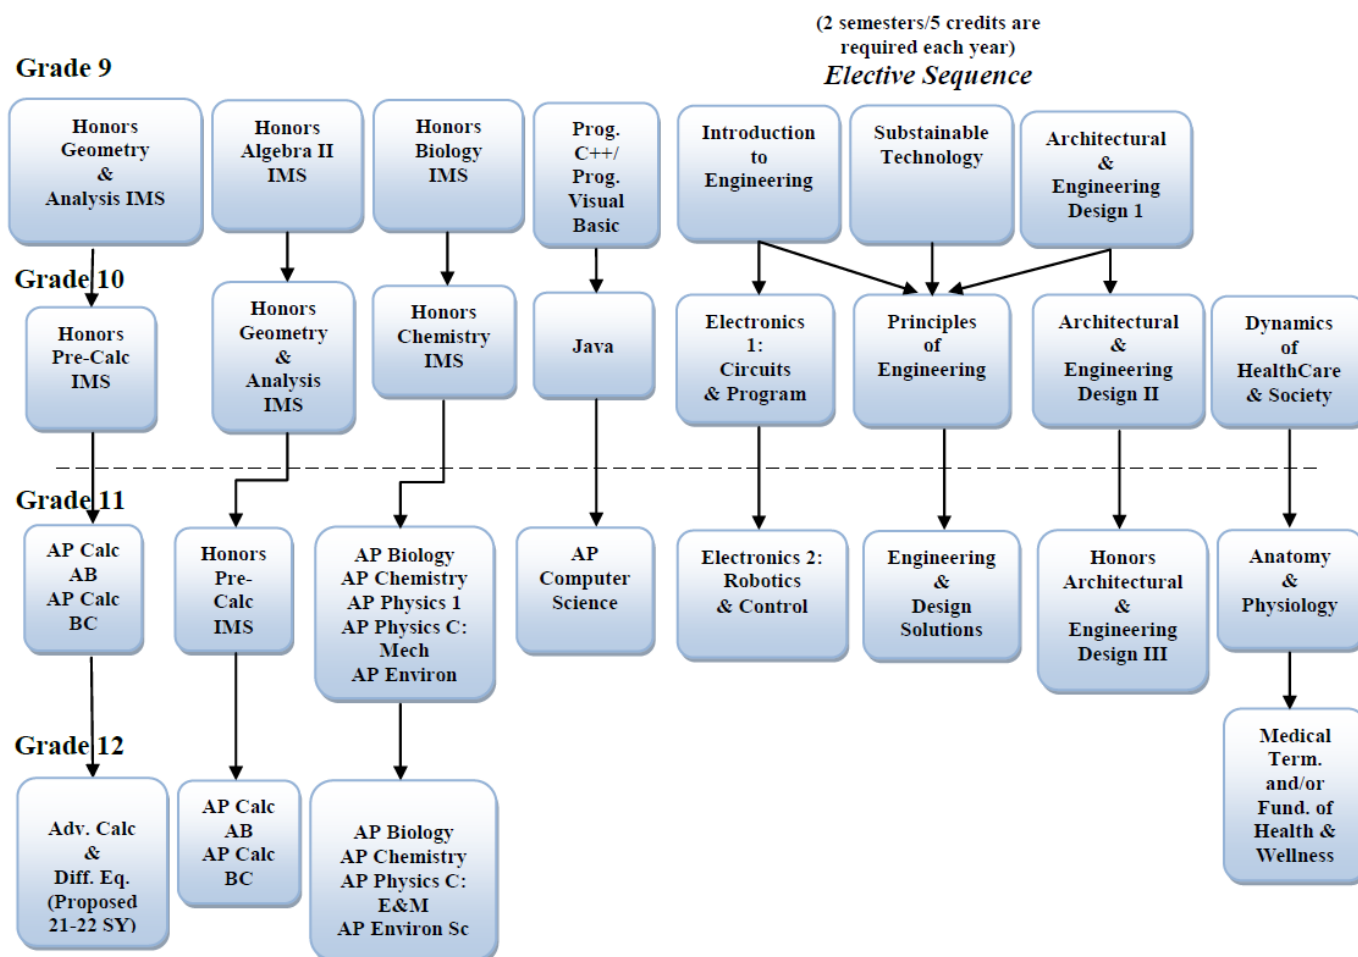 (2 semesters/5 credits are
required each year)
Elective Sequence
Grade 9
Honors
Geometry
&
Analysis IMS
Honors
Algebra II
IMS
Honors
Biology
IMS
Prog.
C++/
Prog.
Visual
Basic
Introduction
to
Engineering
Substainable
Technology
Architectural
&
Engineering
Design 1
Grade 10
Honors
Pre-Calc
IMS
Honors
Geometry
&
Analysis
IMS
Honors
Chemistry
IMS
Java
Electronics
1:
Circuits
& Program
Principles
of
Engineering
Architectural
&
Engineering
Design II
Dynamics
of
HealthCare
& Society
Grade 11
AP Calc
AB
AP Calc
BC
Honors
Pre-
Calc
IMS
AP Biology
AP Chemistry
AP Physics 1
AP Physics C:
Mech
AP Environ
AP
Computer
Science
Electronics 2:
Robotics
& Control
Engineering
&
Design
Solutions
Honors
Architectural
&
Engineering
Design III
Anatomy
&
Physiology
Grade 12
Adv. Calc
&
Diff. Eq.
(Proposed
21-22 SY)
AP Calc
AB
AP Calc
BC
AP Biology
AP Chemistry
AP Physics C:
E&M
AP Environ Sc
Medical
Term.
and/or
Fund. of
Health &
Wellness